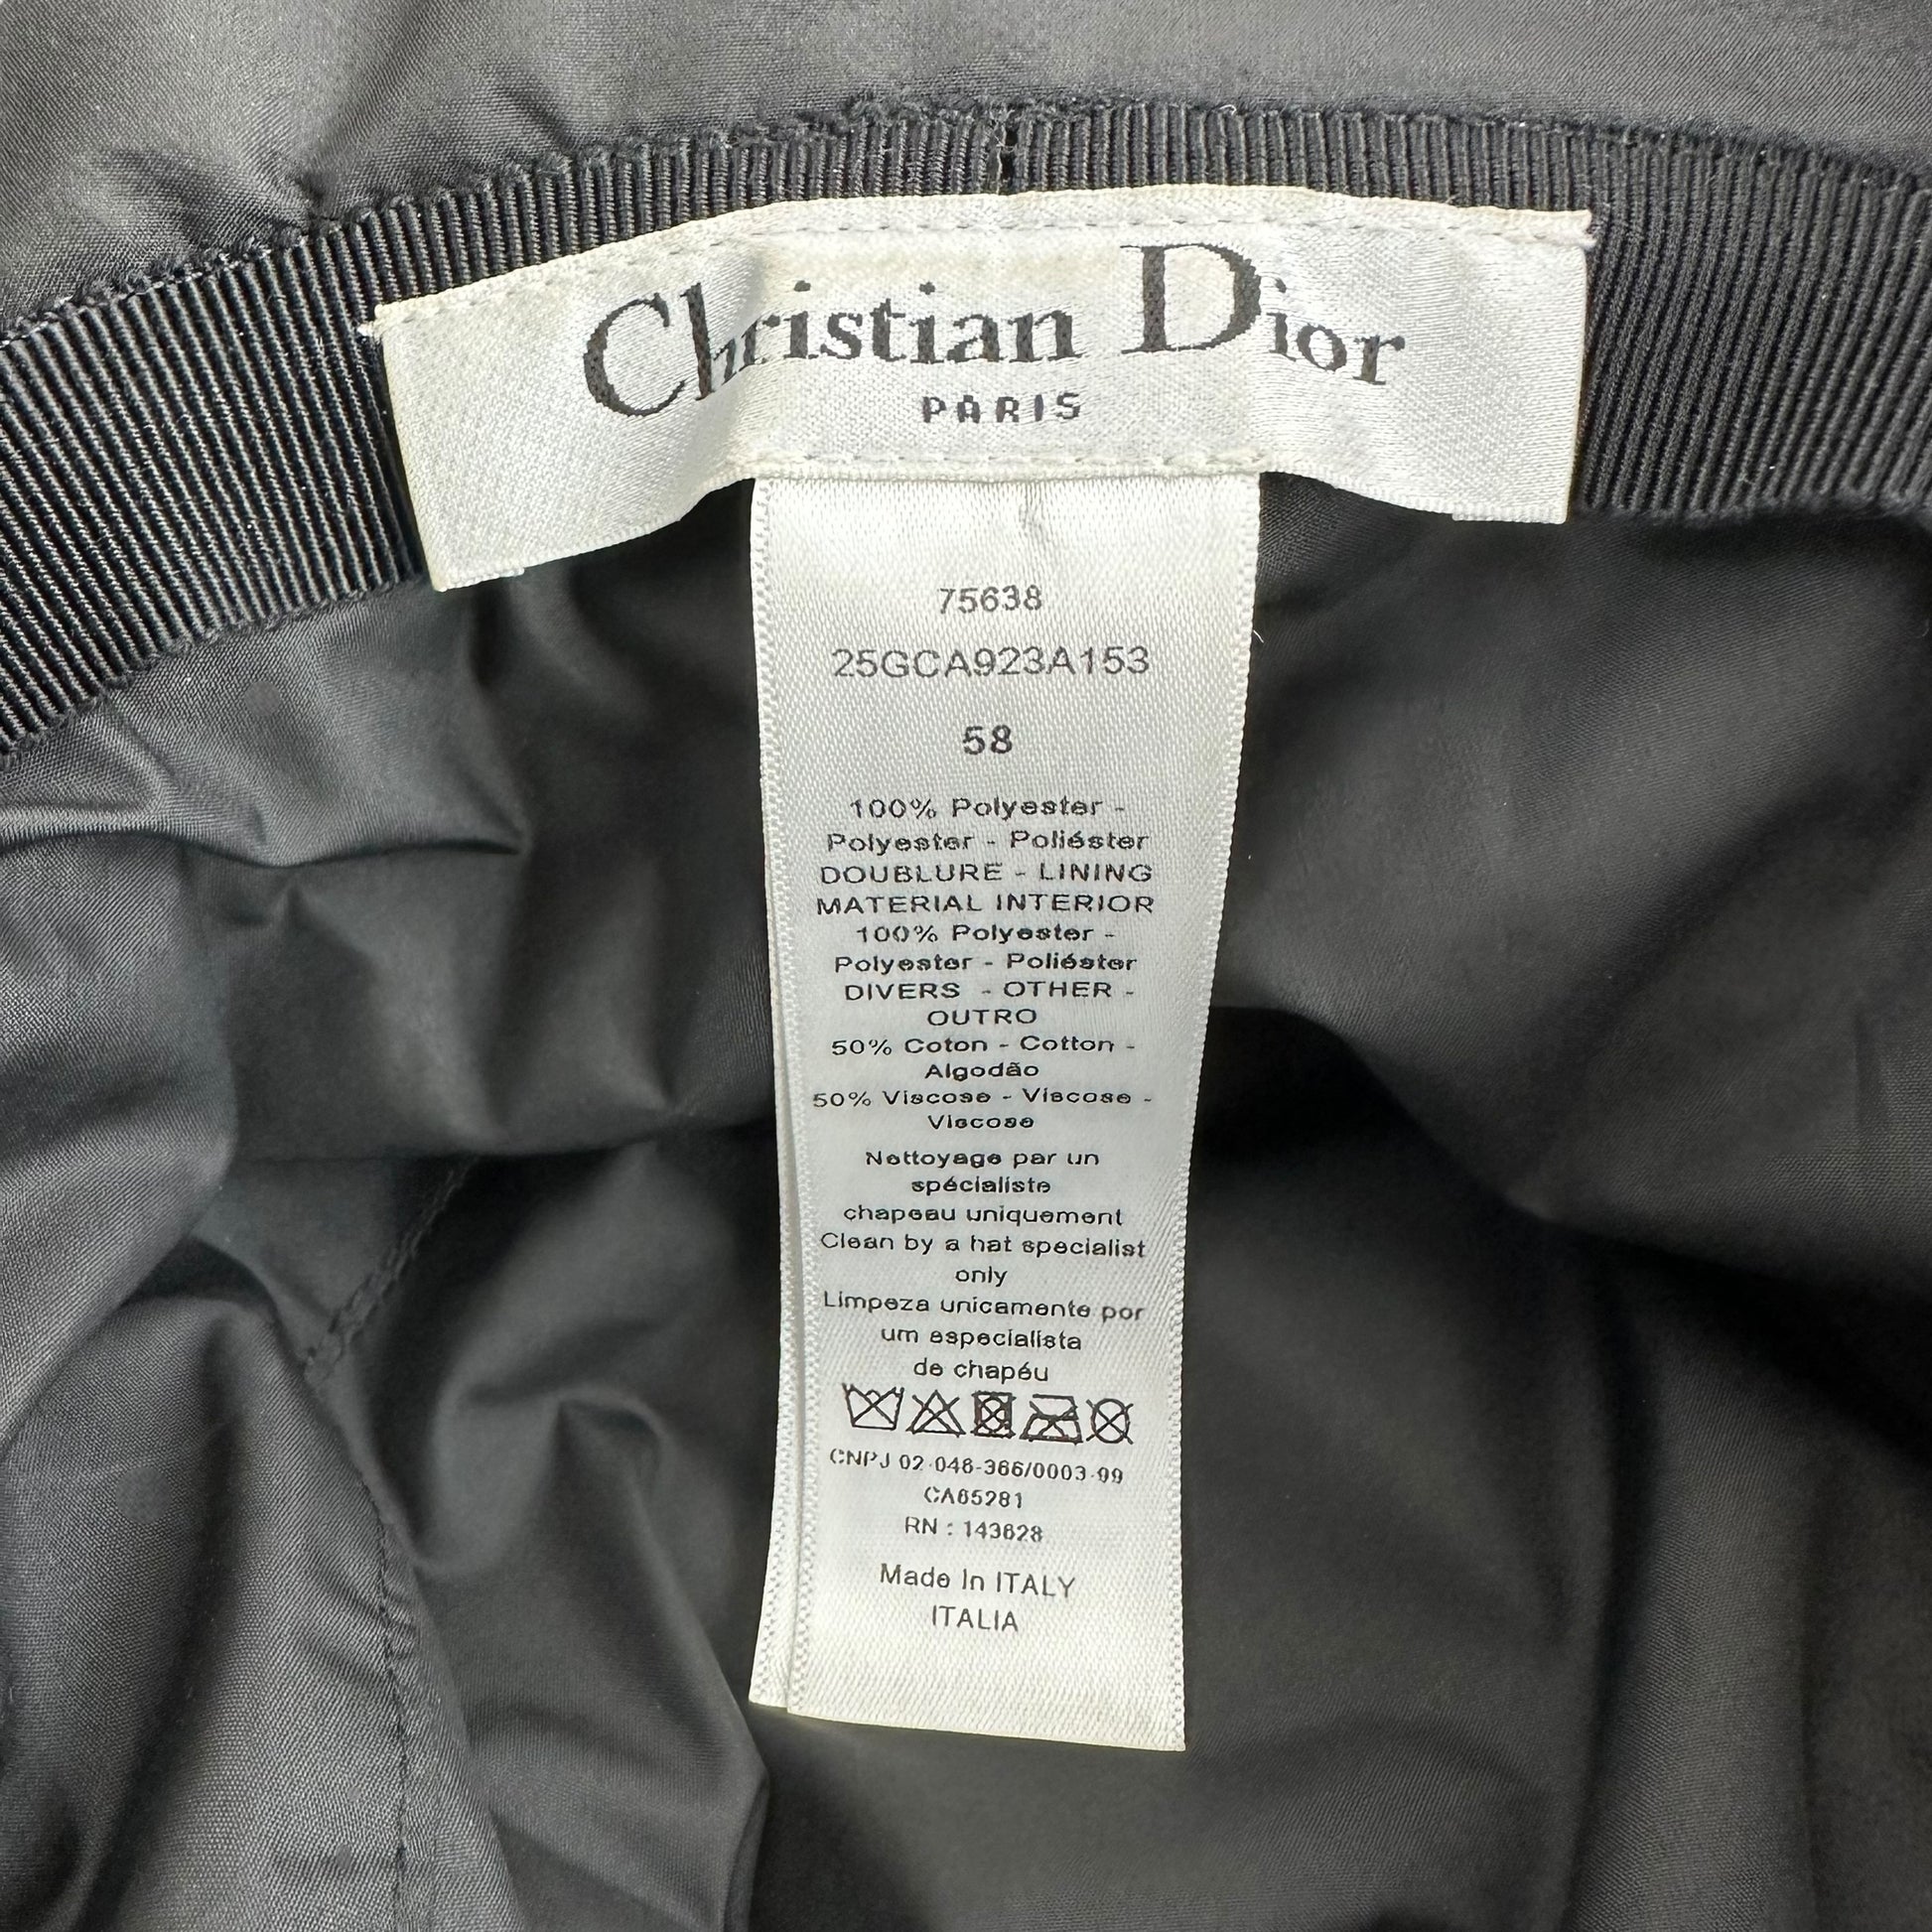 Christian Dior
PARIS
75638
25GCA923A153
58
100% Polyester -
Polyester - Poliéster
DOUBLURE - LINING
MATERIAL INTERIOR
100% Polyester -
Polyester - Poliéster
DIVERS - OTHER -
OUTRO
50% Coton - Cotton -
Algodão
50% Viscose - Viscose -
Viscose
Nettoyage par un
spécialiste
chapeau uniquement
Clean by a hat specialist
only
Limpeza unicamente por
um especialista
de chapéu
CNPJ 02-046-366/0003-99
CA65281
RN : 143628
Made In ITALY
ITALIA